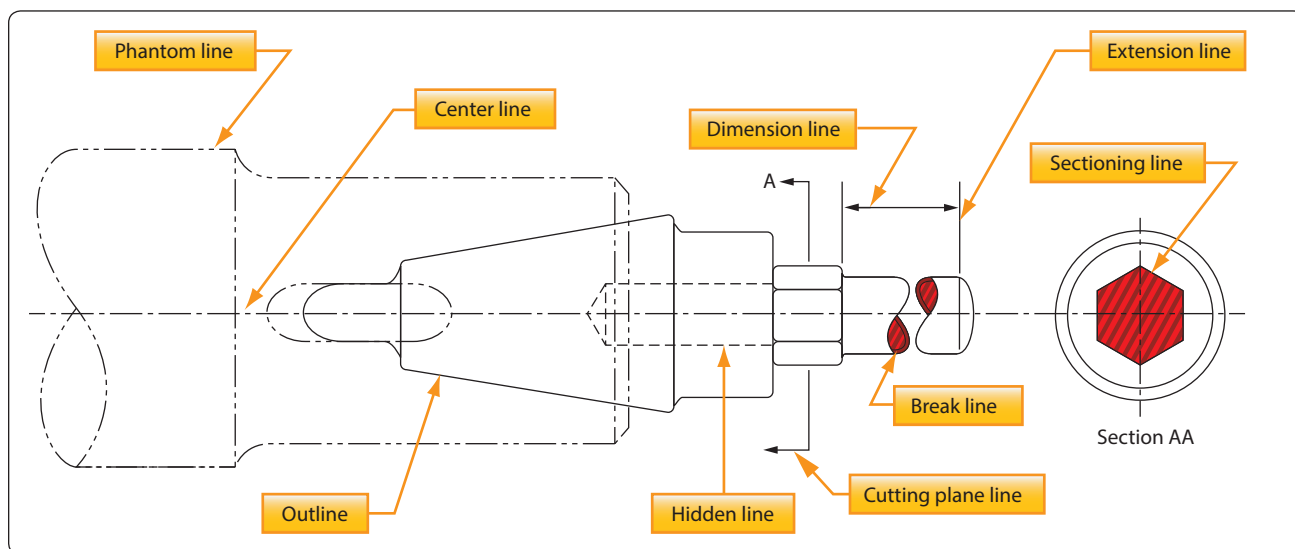 Phantom line
Extension line
Center line
Dimension line
Sectioning line
A
Break line
Section AA
Cutting plane line
Outline
Hidden line